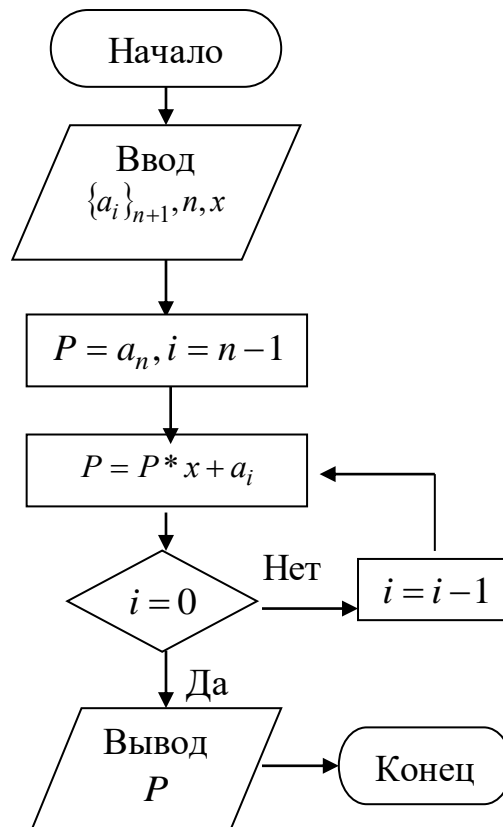 Начало
Ввод
{a_i}_{n+1}, n, x
P = a_n, i = n − 1
P = P * x + a_i
i = 0
Нет
i = i − 1
Да
Вывод
P
Конец